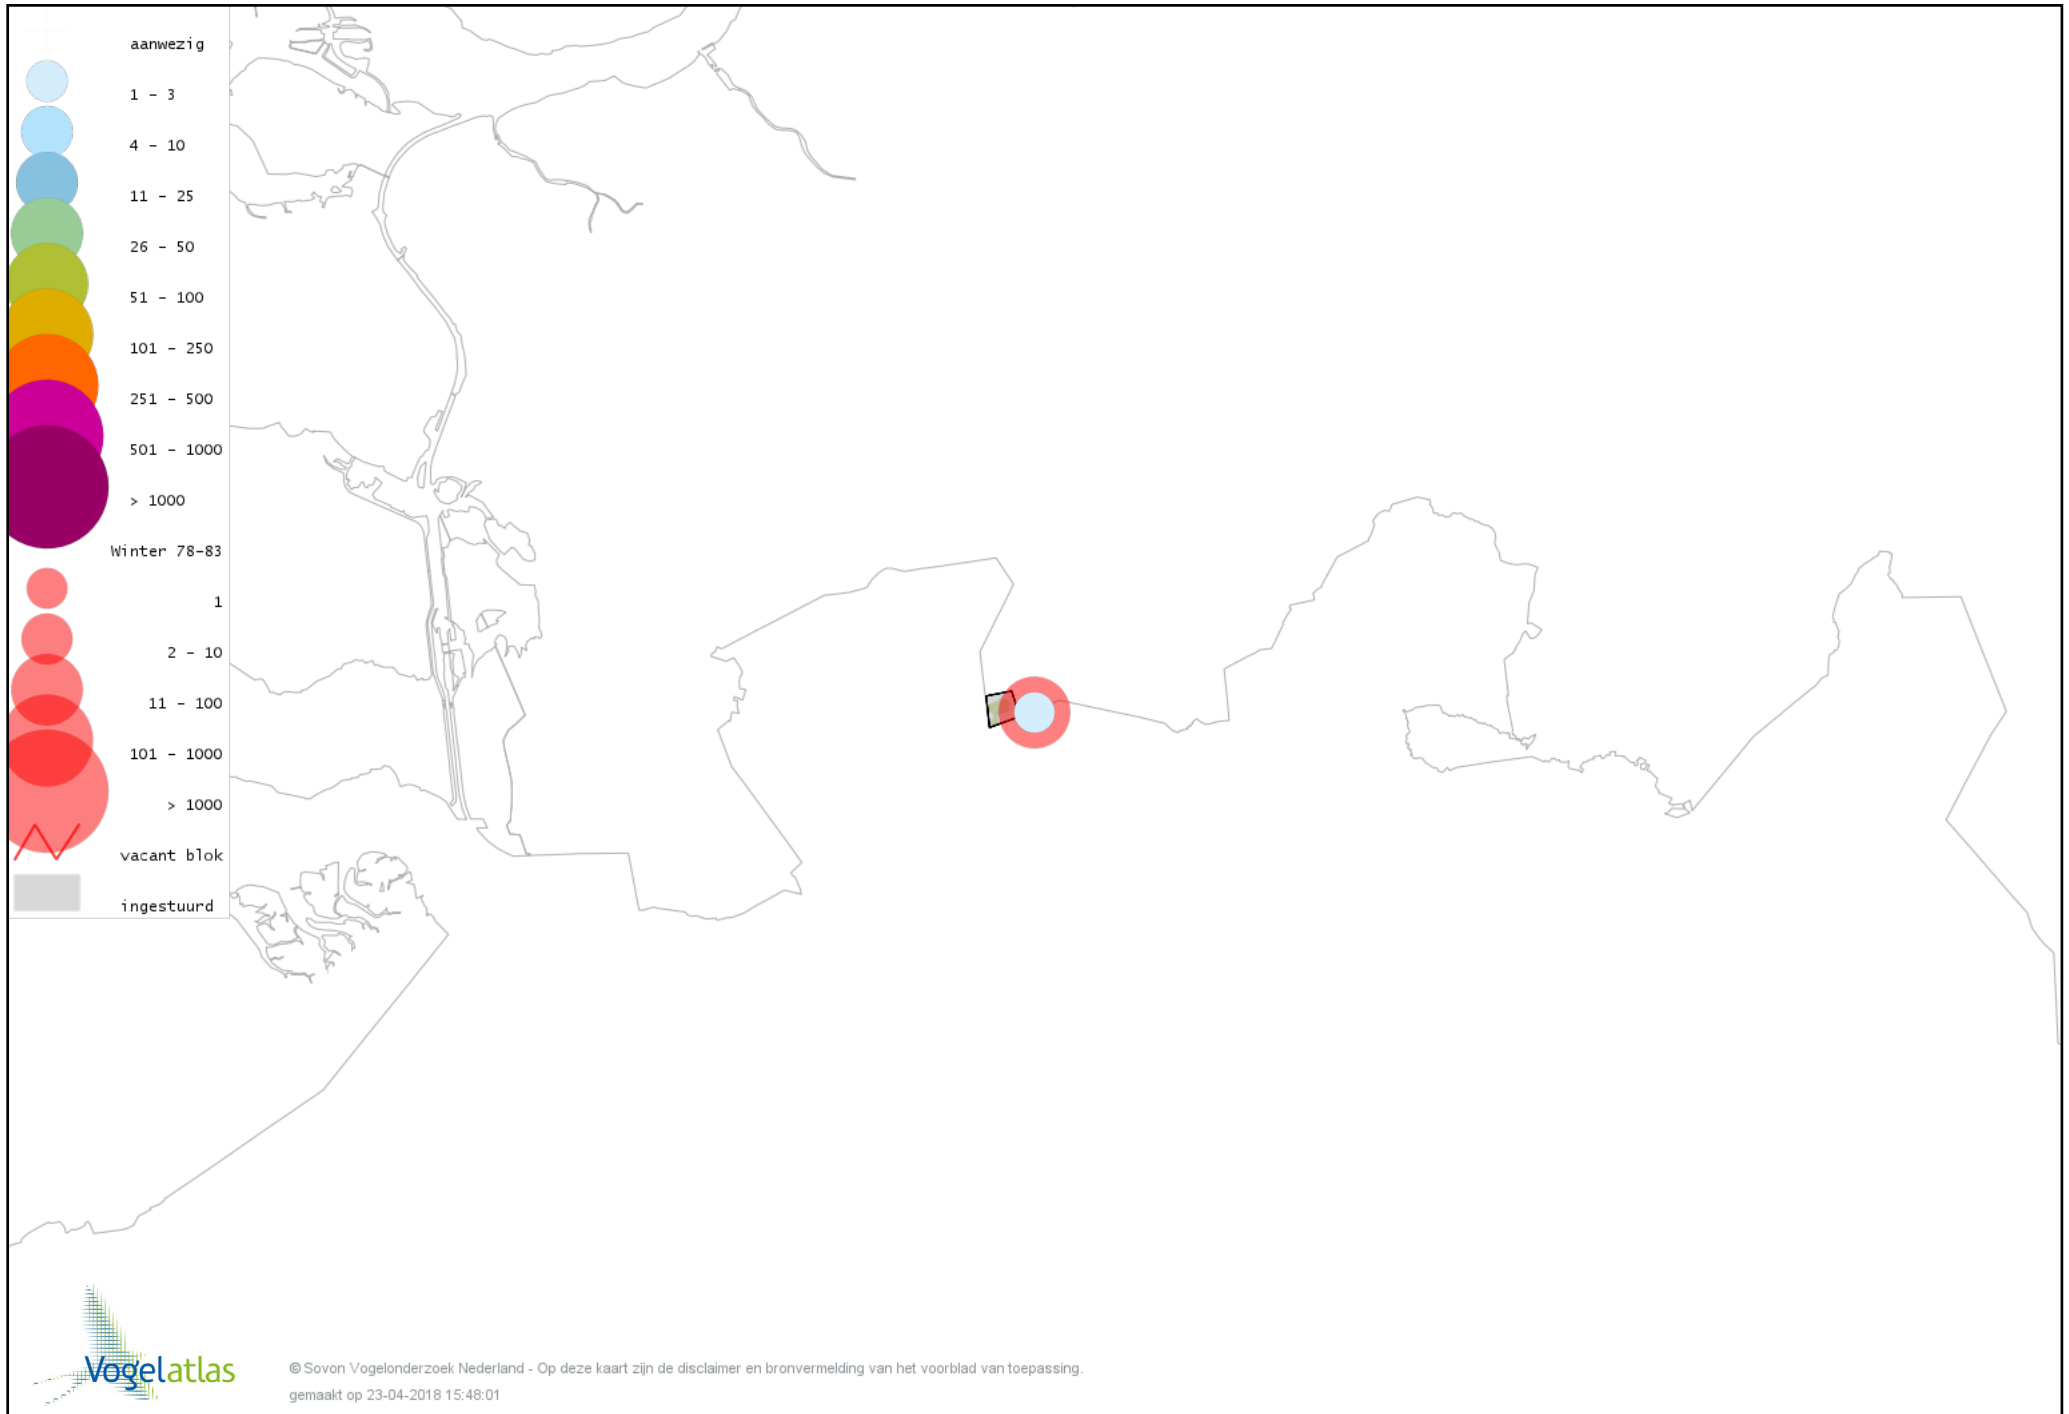 aanwezig
1 - 3
4 - 10
11 - 25
26 - 50
51 - 100
101 - 250
251 - 500
501 - 1000
> 1000
Winter 78-83
1
2 - 10
11 - 100
101 - 1000
> 1000
vacant blok
ingestuurd
Vogelatlas
© Sovon Vogelonderzoek Nederland - Op deze kaart zijn de disclaimer en bronvermelding van het voorblad van toepassing.
gemaakt op 23-04-2018 15:48:01